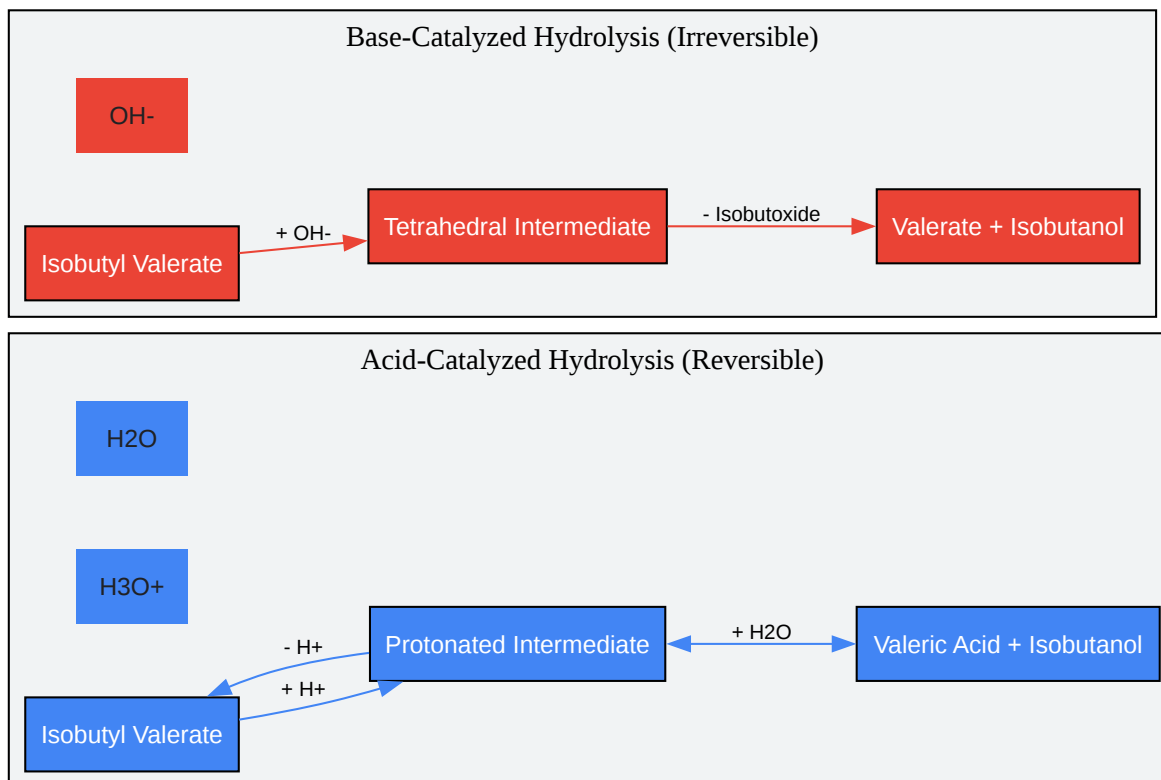 Base-Catalyzed Hydrolysis (Irreversible)
OH-
Isobutyl Valerate
+ OH-
Tetrahedral Intermediate
- Isobutoxide
Valerate + Isobutanol
Acid-Catalyzed Hydrolysis (Reversible)
H2O
H3O+
Isobutyl Valerate
- H+
+ H+
Protonated Intermediate
+ H2O
Valeric Acid + Isobutanol